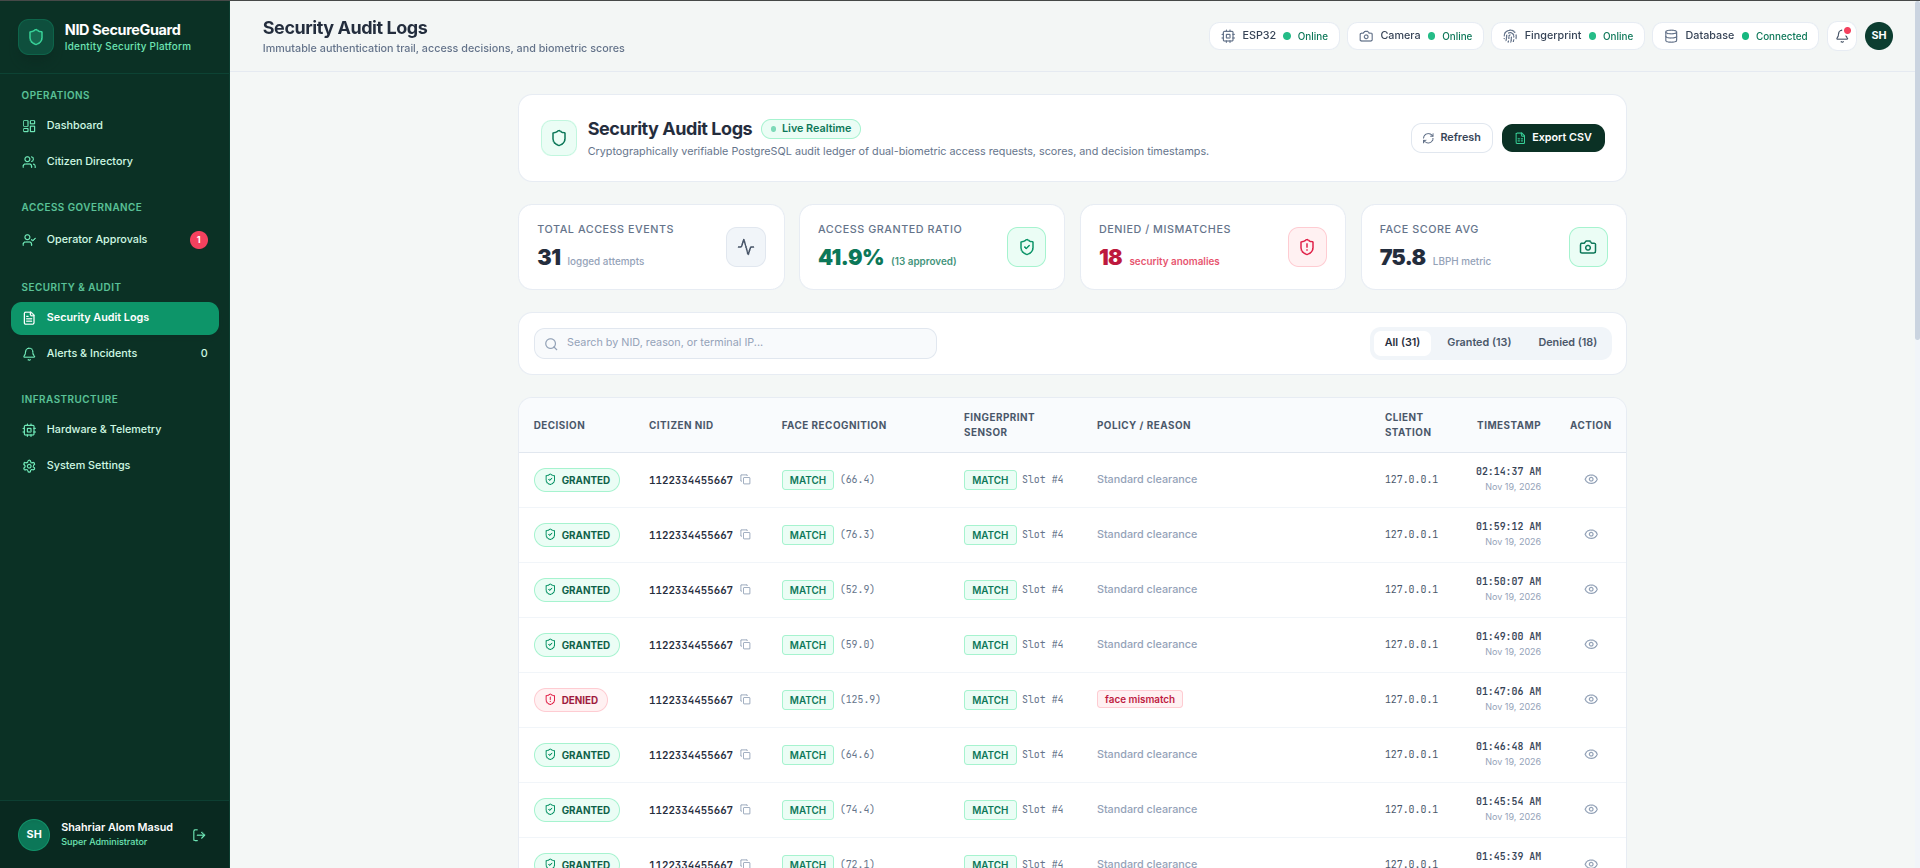 NID SecureGuard
Identity Security Platform
OPERATIONS
Dashboard
Citizen Directory
ACCESS GOVERNANCE
Operator Approvals 1
SECURITY & AUDIT
Security Audit Logs
Alerts & Incidents 0
INFRASTRUCTURE
Hardware & Telemetry
System Settings
SH
Shahriar Alom Masud
Super Administrator
Security Audit Logs
Immutable authentication trail, access decisions, and biometric scores
ESP32 Online
Camera Online
Fingerprint Online
Database Connected
SH
Security Audit Logs Live Realtime
Cryptographically verifiable PostgreSQL audit ledger of dual-biometric access requests, scores, and decision timestamps.
Refresh
Export CSV
TOTAL ACCESS EVENTS
31 logged attempts
ACCESS GRANTED RATIO
41.9% (13 approved)
DENIED / MISMATCHES
18 security anomalies
FACE SCORE AVG
75.8 LBPH metric
Search by NID, reason, or terminal IP...
All (31) Granted (13) Denied (18)
DECISION CITIZEN NID FACE RECOGNITION FINGERPRINT SENSOR POLICY / REASON CLIENT STATION TIMESTAMP ACTION
GRANTED 1122334455667 MATCH (66.4) MATCH Slot #4 Standard clearance 127.0.0.1 02:14:37 AM
Nov 19, 2026
GRANTED 1122334455667 MATCH (76.3) MATCH Slot #4 Standard clearance 127.0.0.1 01:59:12 AM
Nov 19, 2026
GRANTED 1122334455667 MATCH (52.9) MATCH Slot #4 Standard clearance 127.0.0.1 01:50:07 AM
Nov 19, 2026
GRANTED 1122334455667 MATCH (59.0) MATCH Slot #4 Standard clearance 127.0.0.1 01:49:00 AM
Nov 19, 2026
DENIED 1122334455667 MATCH (125.9) MATCH Slot #4 face mismatch 127.0.0.1 01:47:06 AM
Nov 19, 2026
GRANTED 1122334455667 MATCH (64.6) MATCH Slot #4 Standard clearance 127.0.0.1 01:46:48 AM
Nov 19, 2026
GRANTED 1122334455667 MATCH (74.4) MATCH Slot #4 Standard clearance 127.0.0.1 01:45:54 AM
Nov 19, 2026
GRANTED 1122334455667 MATCH (72.1) MATCH Slot #4 Standard clearance 127.0.0.1 01:45:39 AM